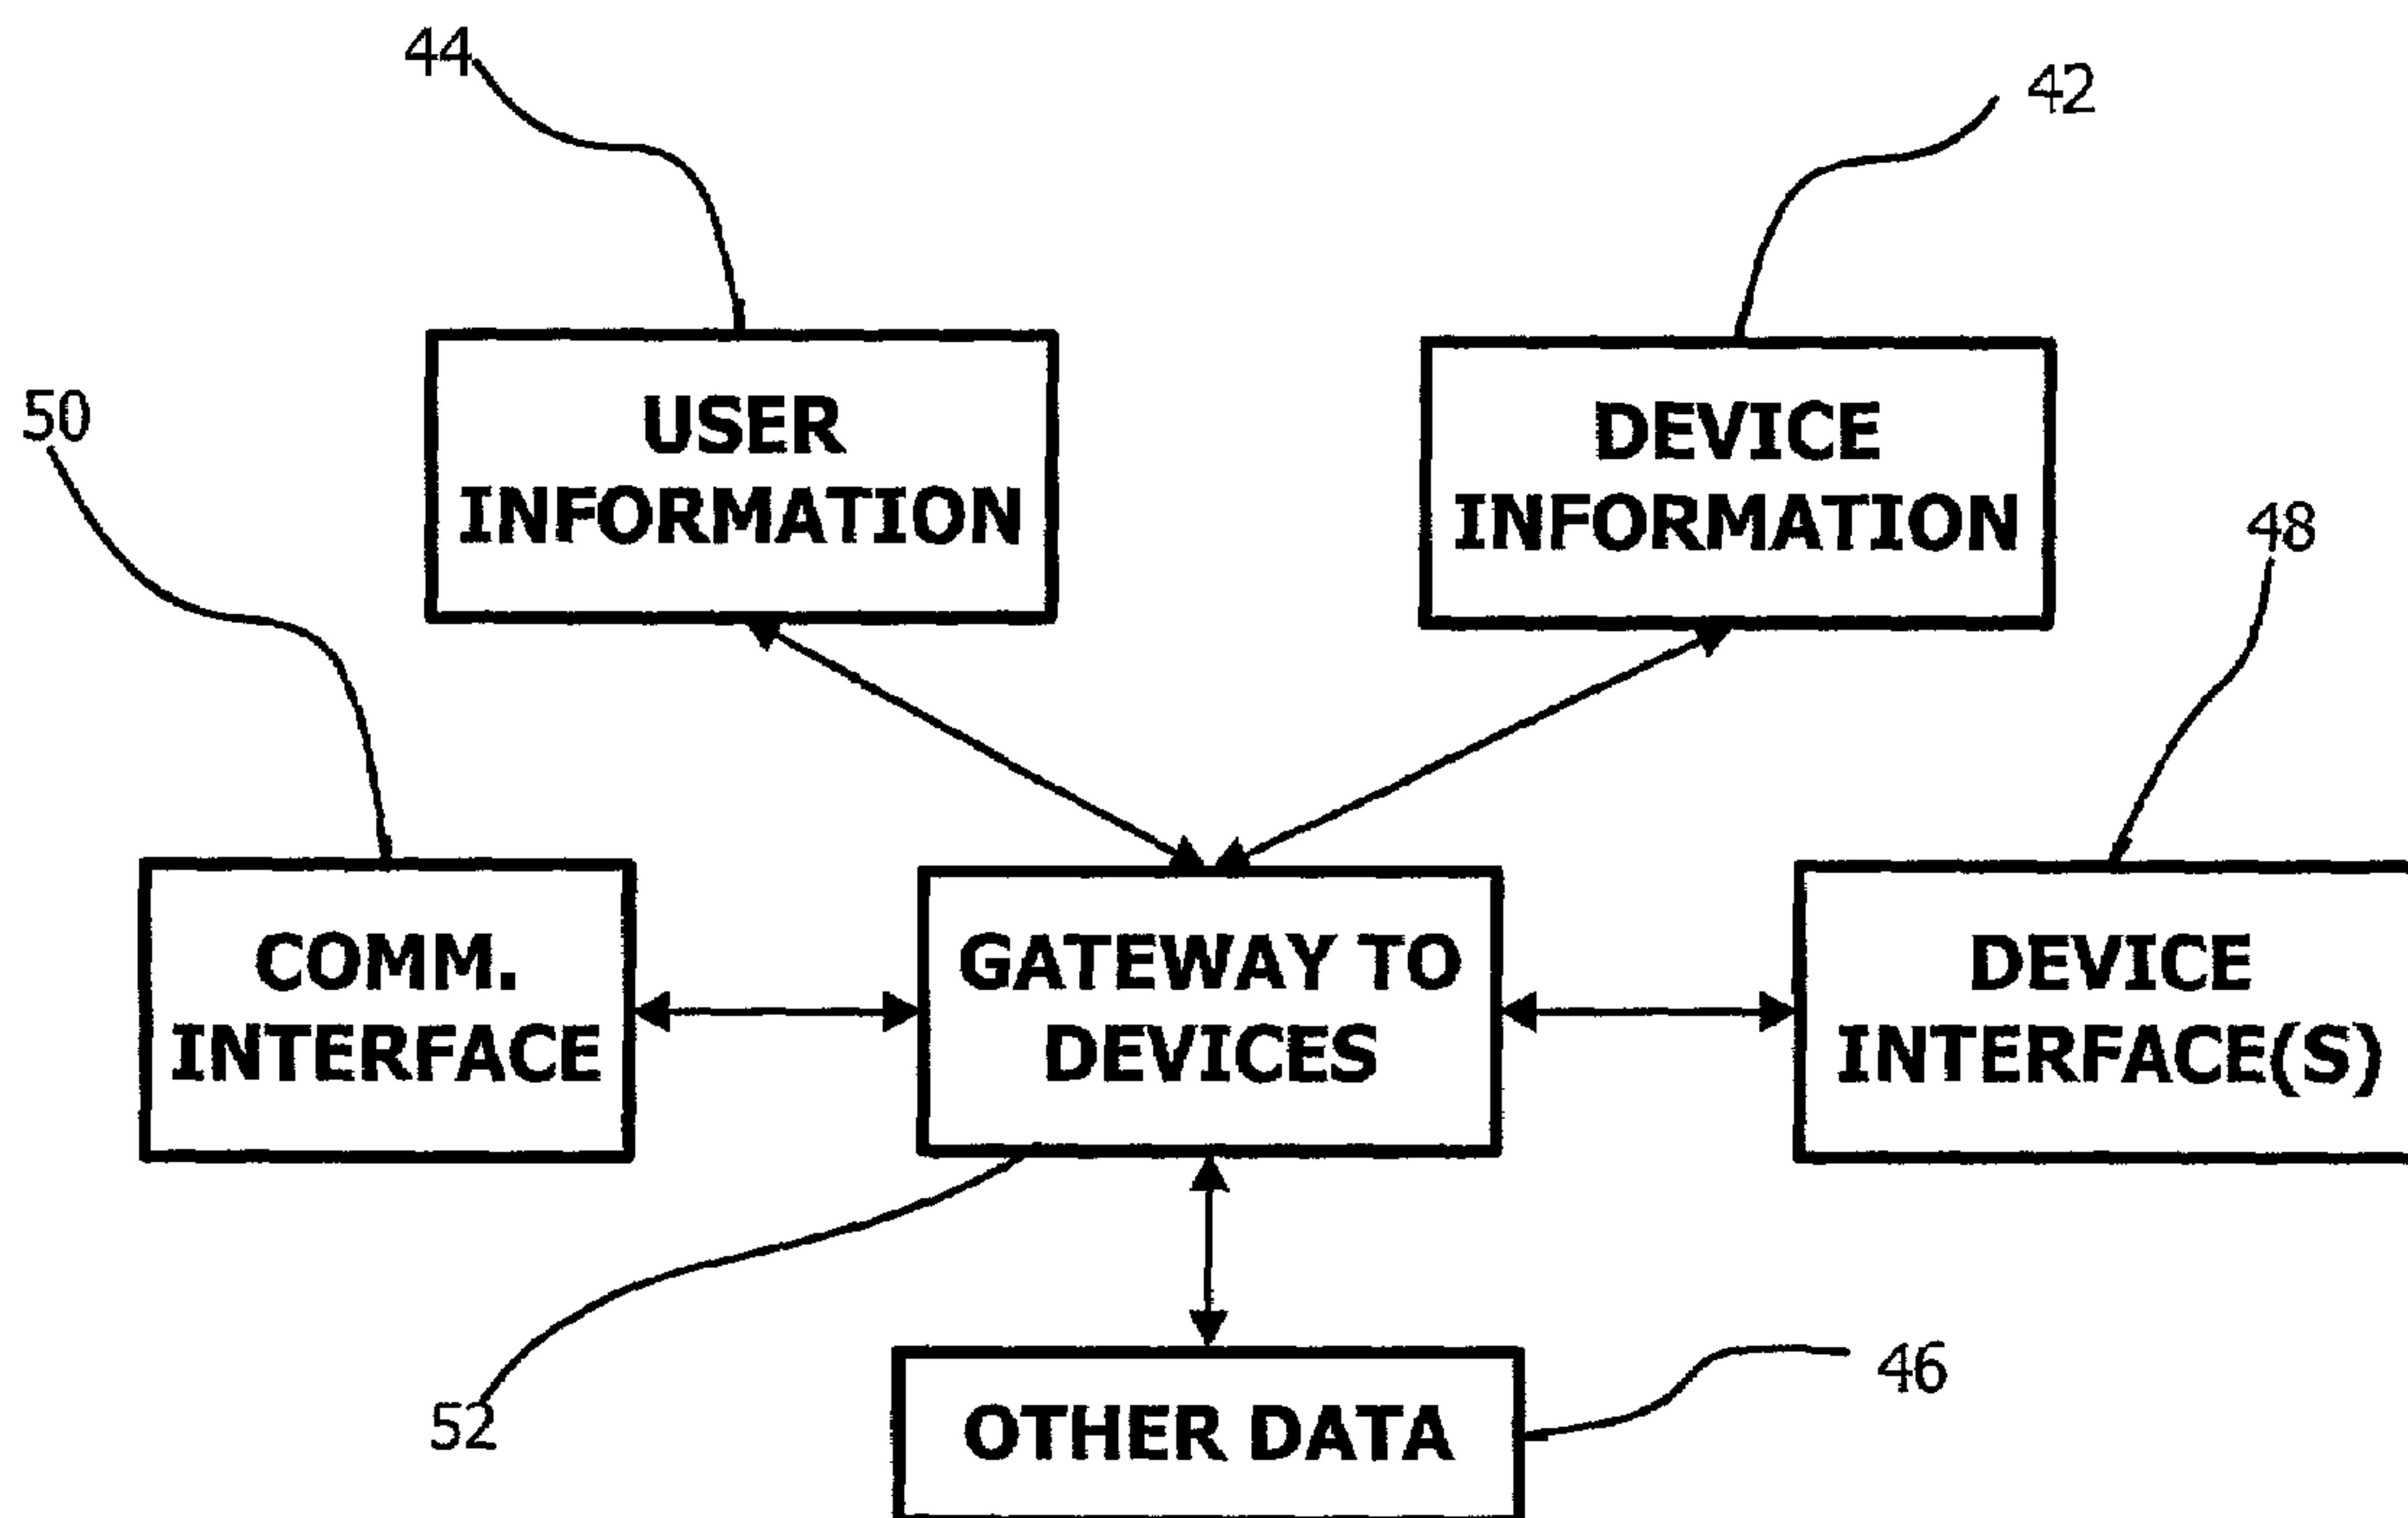 44
42
USER
INFORMATION
DEVICE
INFORMATION
50
48
COMM.
INTERFACE
GATEWAY TO
DEVICES
DEVICE
INTERFACE(S)
52
46
OTHER DATA